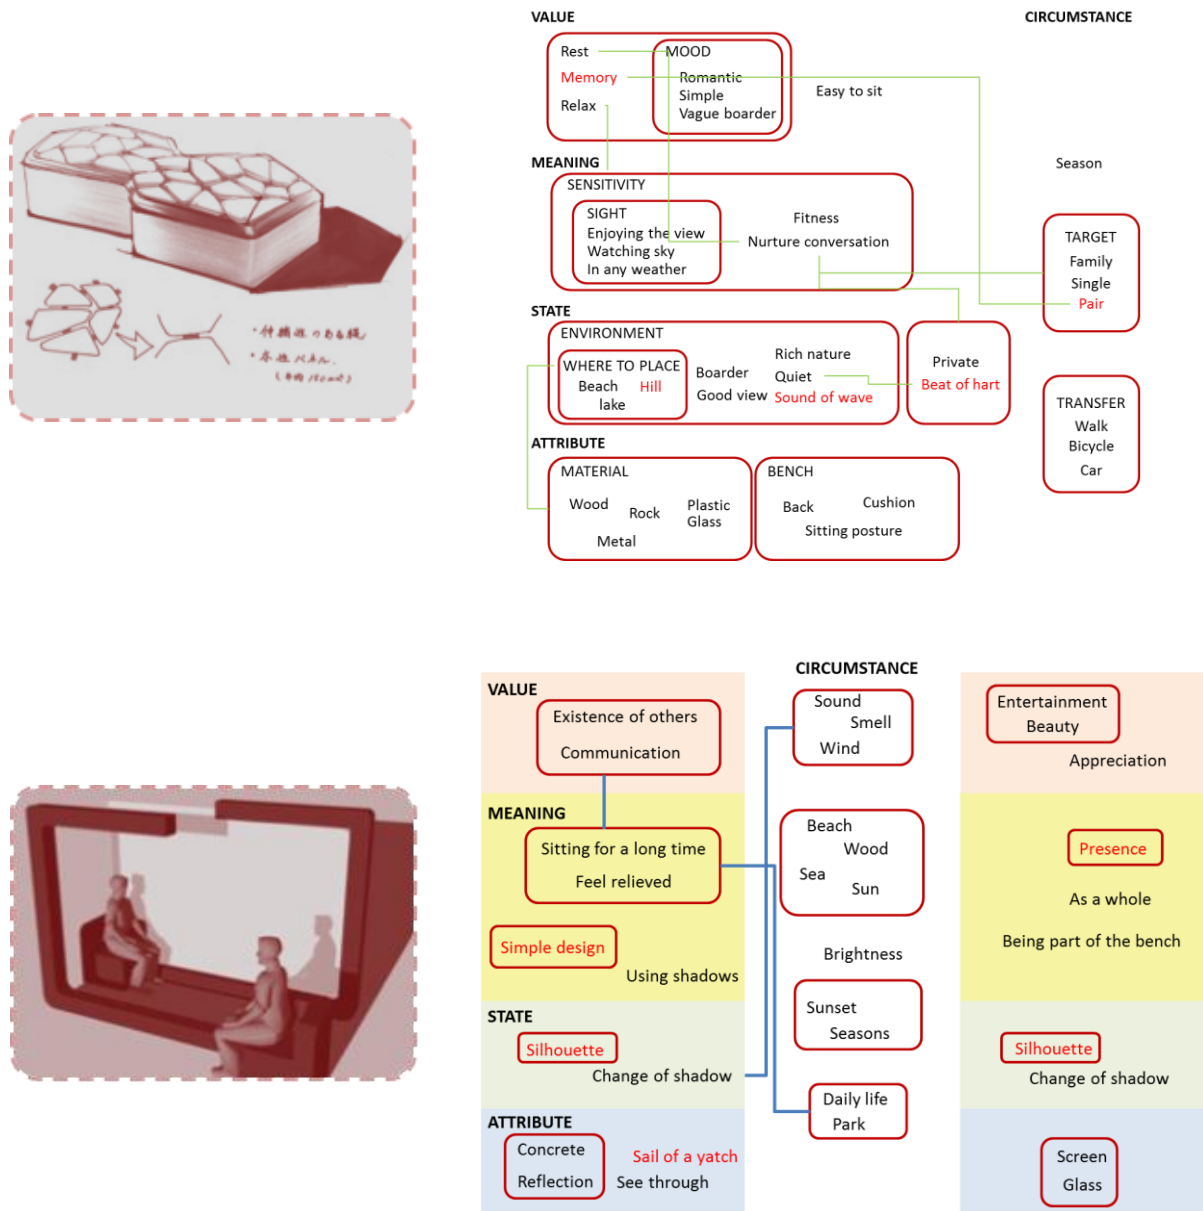 VALUE
CIRCUMSTANCE
Rest
MOOD
Memory
Romantic
Simple
Easy to sit
Relax
Vague boarder
MEANING
Season
SENSITIVITY
SIGHT
Fitness
Enjoying the view
Nurture conversation
Watching sky
In any weather
TARGET
Family
Single
Pair
STATE
ENVIRONMENT
WHERE TO PLACE
Boarder
Rich nature
Private
Beach
Hill
Quiet
Beat of hart
lake
Good view
Sound of wave
TRANSFER
Walk
Bicycle
Car
ATTRIBUTE
MATERIAL
BENCH
Wood
Rock
Plastic
Glass
Metal
Back
Cushion
Sitting posture
CIRCUMSTANCE
VALUE
Existence of others
Communication
Sound
Smell
Wind
Entertainment
Beauty
Appreciation
MEANING
Sitting for a long time
Feel relieved
Beach
Wood
Sea
Sun
Presence
As a whole
Simple design
Using shadows
Brightness
Being part of the bench
STATE
Silhouette
Change of shadow
Sunset
Seasons
Silhouette
Change of shadow
ATTRIBUTE
Daily life
Park
Concrete
Sail of a yatch
Reflection
See through
Screen
Glass